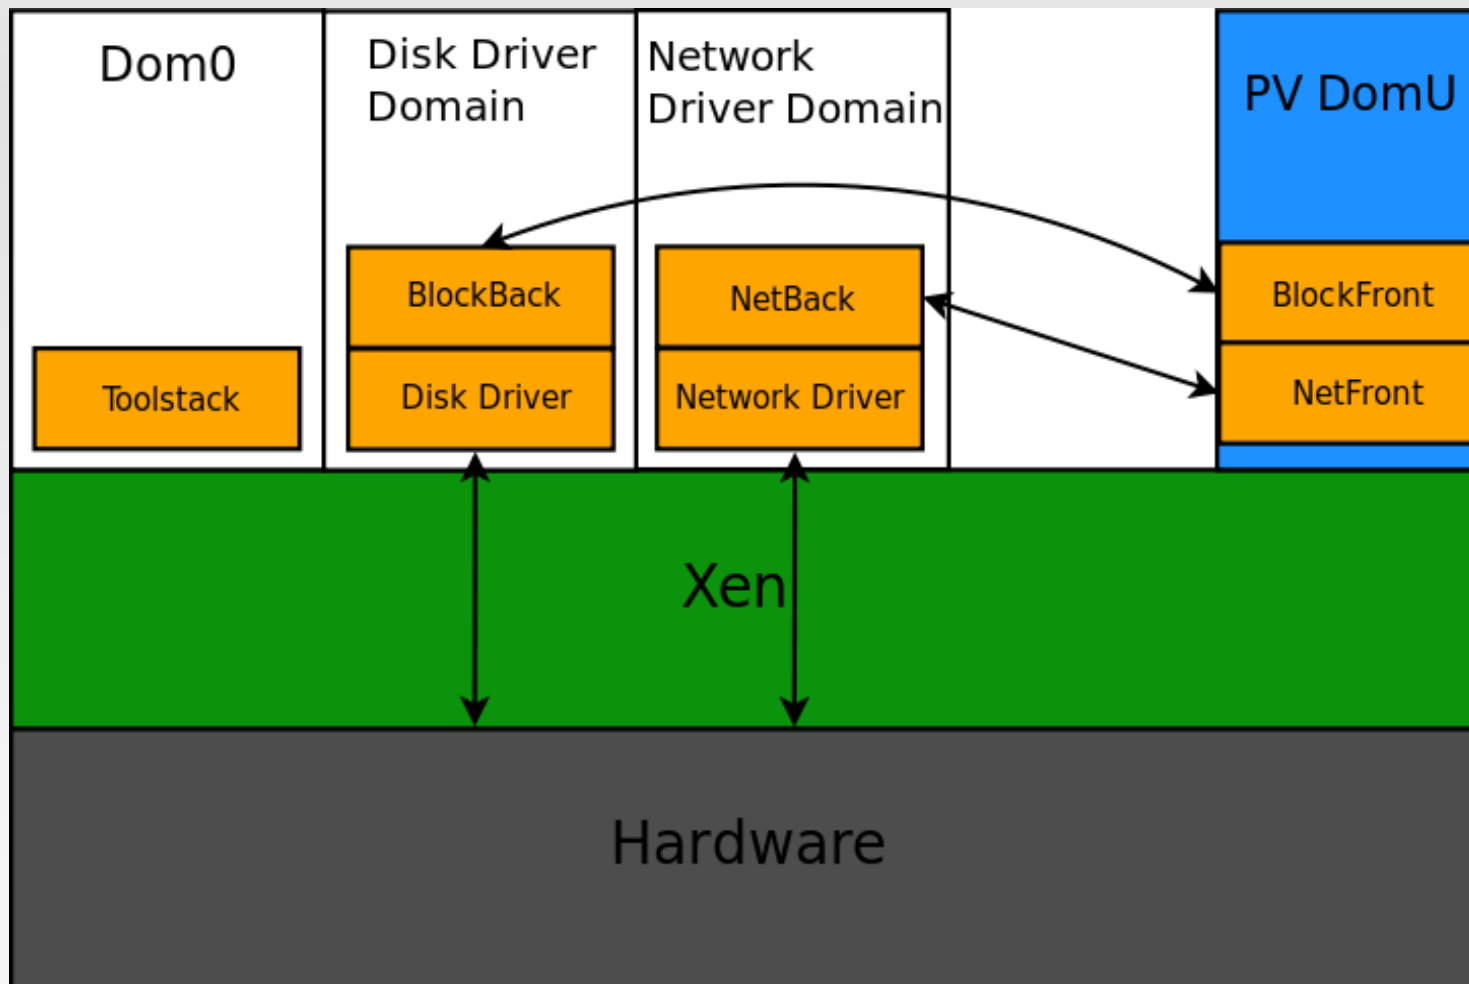 Dom0
Disk Driver
Domain
Network
Driver Domain
PV DomU
BlockBack
NetBack
BlockFront
Toolstack
Disk Driver
Network Driver
NetFront
Xen
Hardware